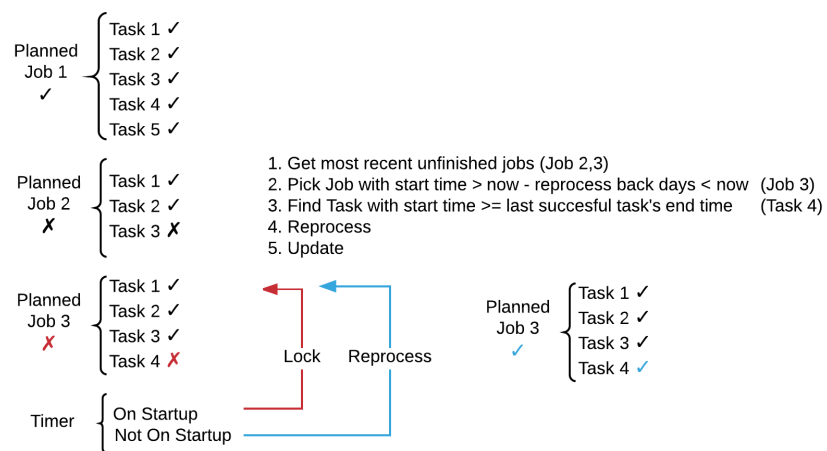 Planned
Job 1
✓
Task 1 ✓
Task 2 ✓
Task 3 ✓
Task 4 ✓
Task 5 ✓
Planned
Job 2
✗
Task 1 ✓
Task 2 ✓
Task 3 ✗
1. Get most recent unfinished jobs (Job 2,3)
2. Pick Job with start time > now - reprocess back days < now (Job 3)
3. Find Task with start time >= last succesful task's end time (Task 4)
4. Reprocess
5. Update
Planned
Job 3
✗
Task 1 ✓
Task 2 ✓
Task 3 ✓
Task 4 ✗
Lock
Reprocess
Planned
Job 3
✓
Task 1 ✓
Task 2 ✓
Task 3 ✓
Task 4 ✓
Timer
On Startup
Not On Startup